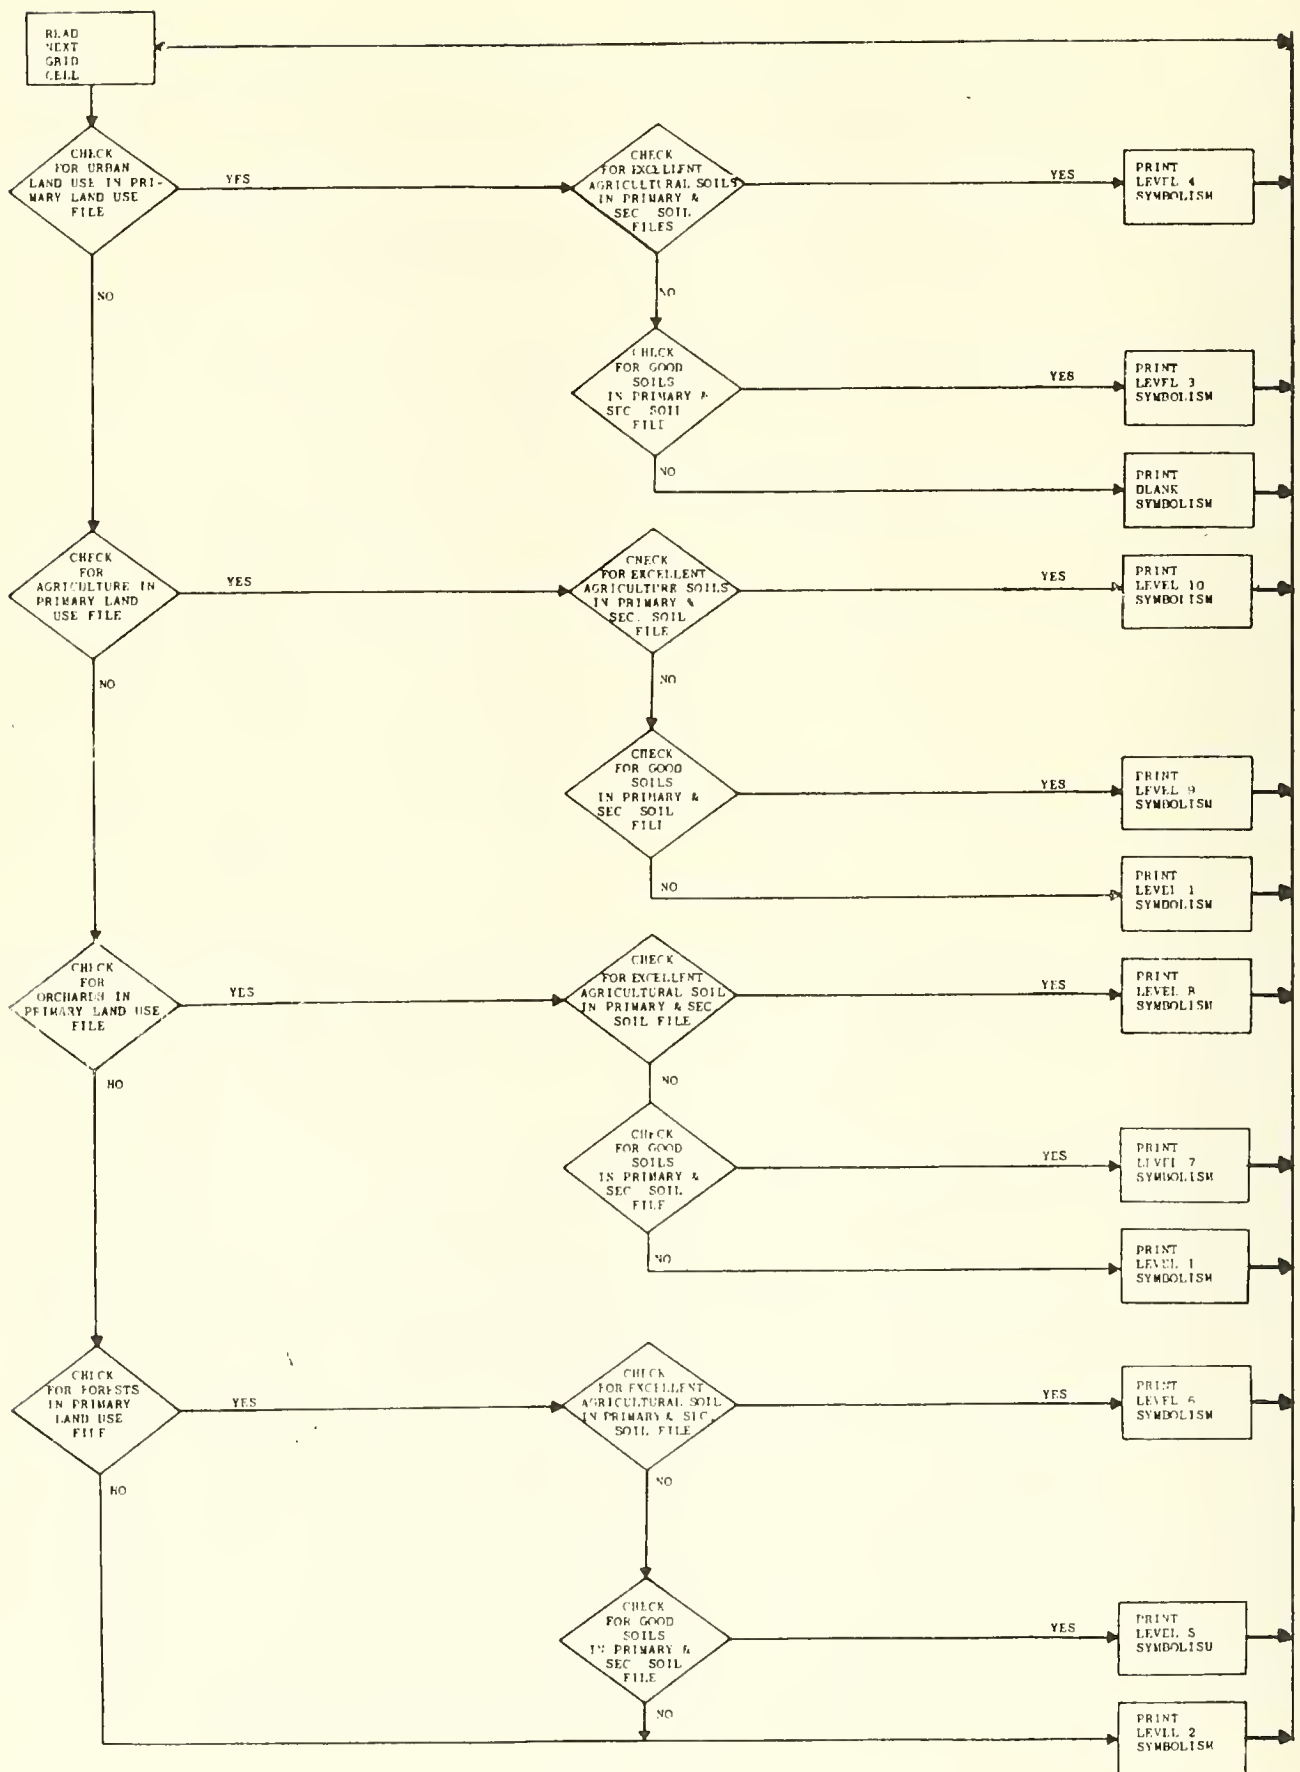 READ
NEXT
GRID
CELL
CHECK
FOR URBAN
LAND USE IN PRI-
MARY LAND USE
FILE
YES
CHECK
FOR EXCELLENT
AGRICULTURAL SOILS
IN PRIMARY &
SEC SOIL
FILES
YES
PRINT
LEVEL 4
SYMBOLISM
NO
NO
CHECK
FOR GOOD
SOILS
IN PRIMARY &
SEC SOIL
FILE
YES
PRINT
LEVEL 3
SYMBOLISM
NO
PRINT
BLANK
SYMBOLISM
CHECK
FOR
AGRICULTURE IN
PRIMARY LAND
USE FILE
YES
CHECK
FOR EXCELLENT
AGRICULTURE SOILS
IN PRIMARY &
SEC. SOIL
FILE
YES
PRINT
LEVEL 10
SYMBOLISM
NO
NO
CHECK
FOR GOOD
SOILS
IN PRIMARY &
SEC SOIL
FILE
YES
PRINT
LEVEL 9
SYMBOLISM
NO
PRINT
LEVEL 1
SYMBOLISM
CHECK
FOR
ORCHARDS IN
PRIMARY LAND USE
FILE
YES
CHECK
FOR EXCELLENT
AGRICULTURAL SOIL
IN PRIMARY & SEC
SOIL FILE
YES
PRINT
LEVEL 8
SYMBOLISM
NO
NO
CHECK
FOR GOOD
SOILS
IN PRIMARY &
SEC SOIL
FILE
YES
PRINT
LEVEL 7
SYMBOLISM
NO
PRINT
LEVEL 1
SYMBOLISM
CHECK
FOR FORESTS
IN PRIMARY
LAND USE
FILE
YES
CHECK
FOR EXCELLENT
AGRICULTURAL SOIL
IN PRIMARY & SEC.
SOIL FILE
YES
PRINT
LEVEL 6
SYMBOLISM
NO
NO
CHECK
FOR GOOD
SOILS
IN PRIMARY &
SEC SOIL
FILE
YES
PRINT
LEVEL 5
SYMBOLISM
NO
PRINT
LEVEL 2
SYMBOLISM